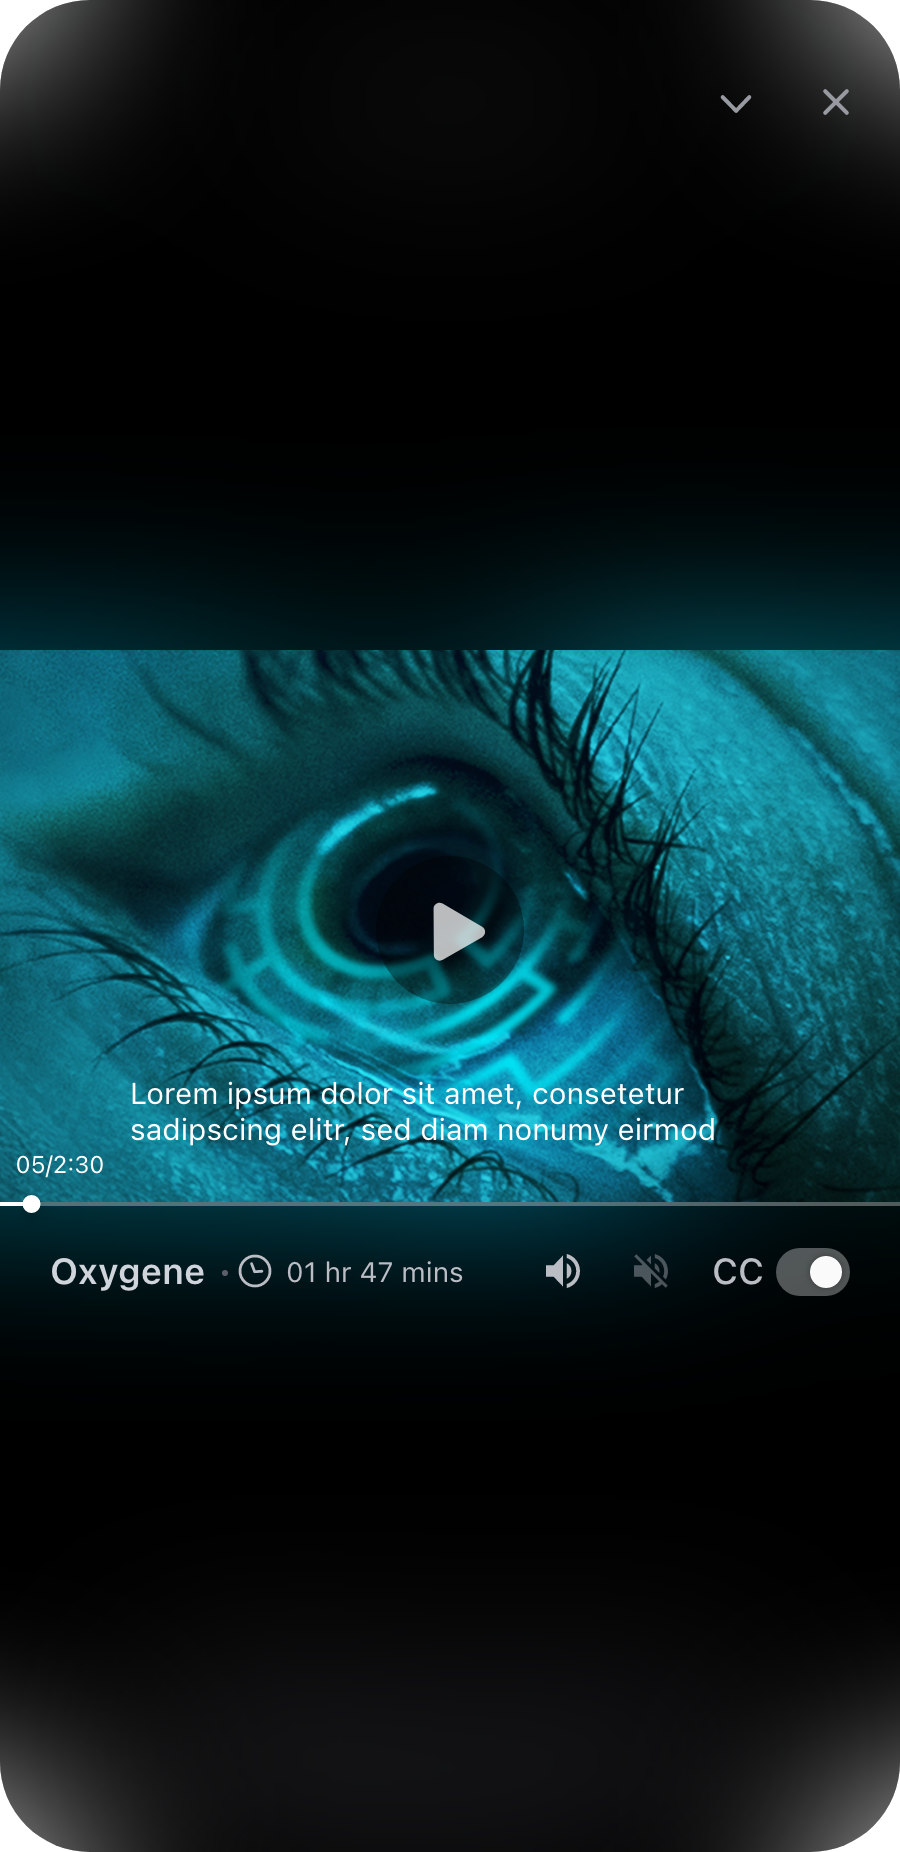 Lorem ipsum dolor sit amet, consetetur
sadipscing elitr, sed diam nonumy eirmod
05/2:30
Oxygene · 01 hr 47 mins CC